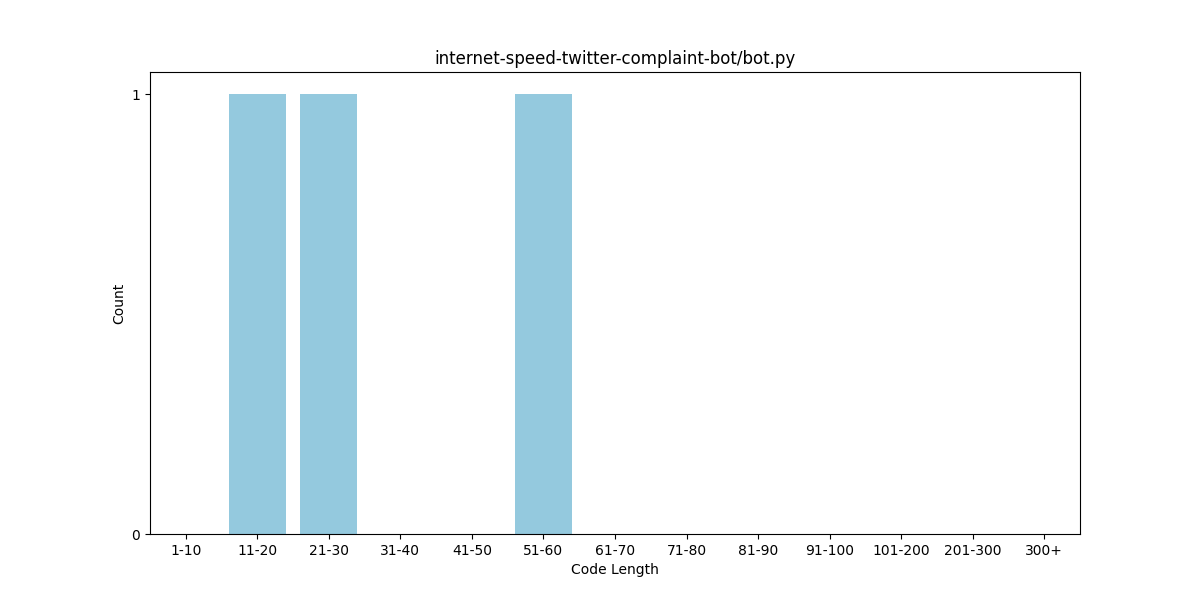 internet-speed-twitter-complaint-bot/bot.py
1
Count
0
1-10 11-20 21-30 31-40 41-50 51-60 61-70 71-80 81-90 91-100 101-200 201-300 300+
Code Length